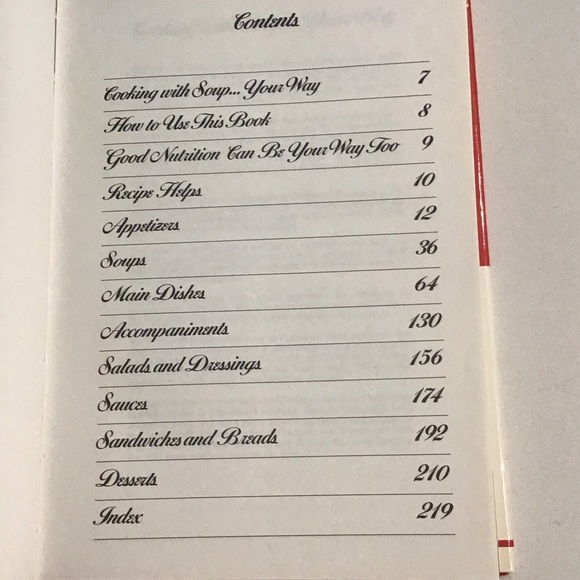 Contents
Cooking with Soup... Your Way 7
How to Use This Book 8
Good Nutrition Can Be Your Way Too 9
Recipe Helps 10
Appetizers 12
Soups 36
Main Dishes 64
Accompaniments 130
Salads and Dressings 156
Sauces 174
Sandwiches and Breads 192
Desserts 210
Index 219